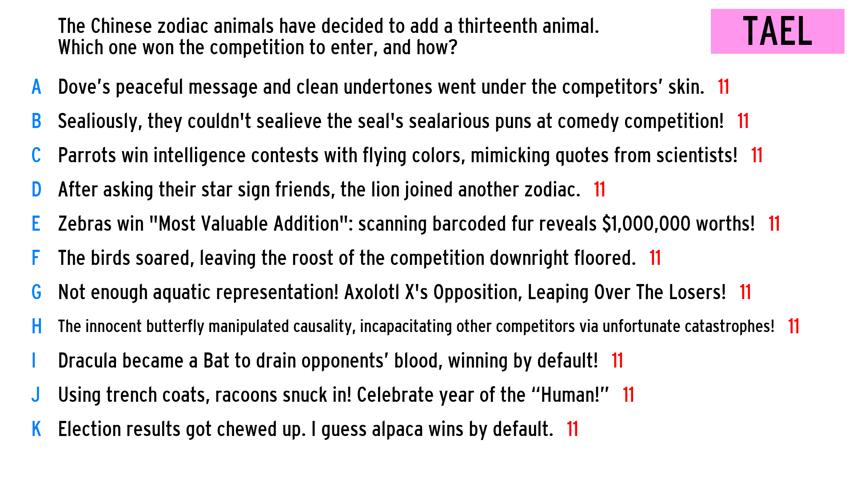 The Chinese zodiac animals have decided to add a thirteenth animal.
Which one won the competition to enter, and how?
TAEL
A Dove's peaceful message and clean undertones went under the competitors' skin. 11
B Sealiously, they couldn't sealieve the seal's sealarious puns at comedy competition! 11
C Parrots win intelligence contests with flying colors, mimicking quotes from scientists! 11
D After asking their star sign friends, the lion joined another zodiac. 11
E Zebras win "Most Valuable Addition": scanning barcoded fur reveals $1,000,000 worths! 11
F The birds soared, leaving the roost of the competition downright floored. 11
G Not enough aquatic representation! Axolotl X's Opposition, Leaping Over The Losers! 11
H The innocent butterfly manipulated causality, incapacitating other competitors via unfortunate catastrophes! 11
I Dracula became a Bat to drain opponents' blood, winning by default! 11
J Using trench coats, racoons snuck in! Celebrate year of the “Human!” 11
K Election results got chewed up. I guess alpaca wins by default. 11